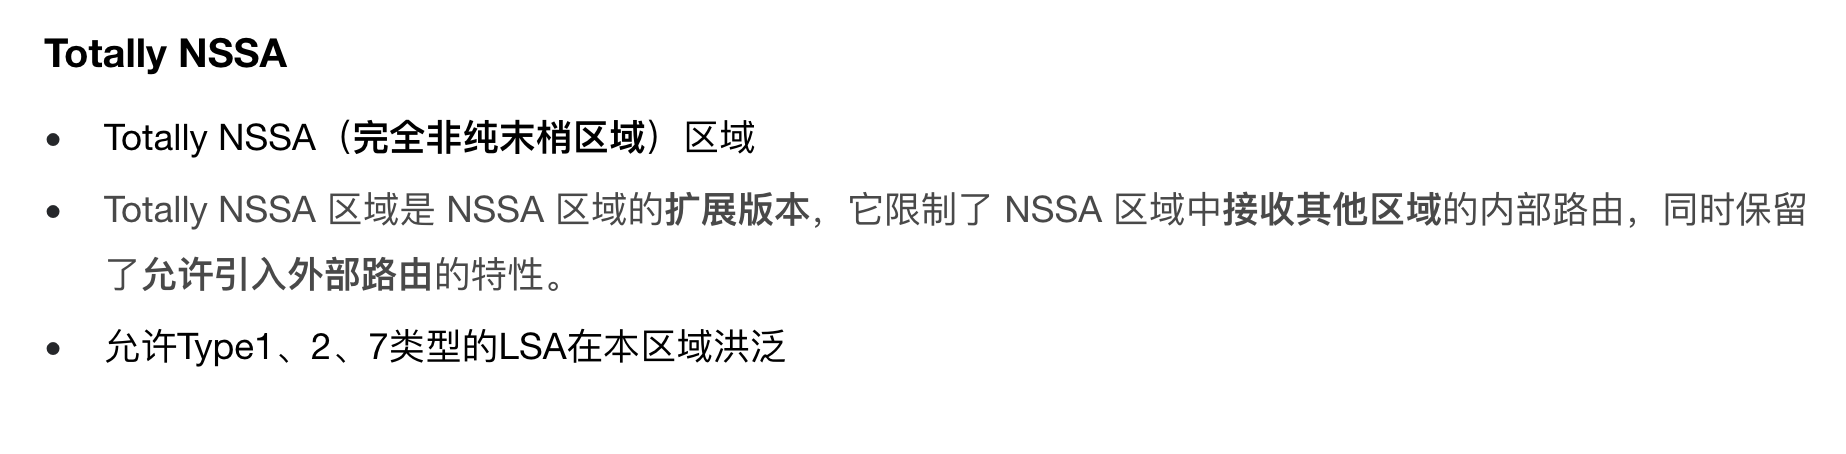 Totally NSSA
• Totally NSSA（完全非纯末梢区域）区域
• Totally NSSA 区域是 NSSA 区域的扩展版本，它限制了 NSSA 区域中接收其他区域的内部路由，同时保留
了允许引入外部路由的特性。
• 允许Type1、2、7类型的LSA在本区域洪泛